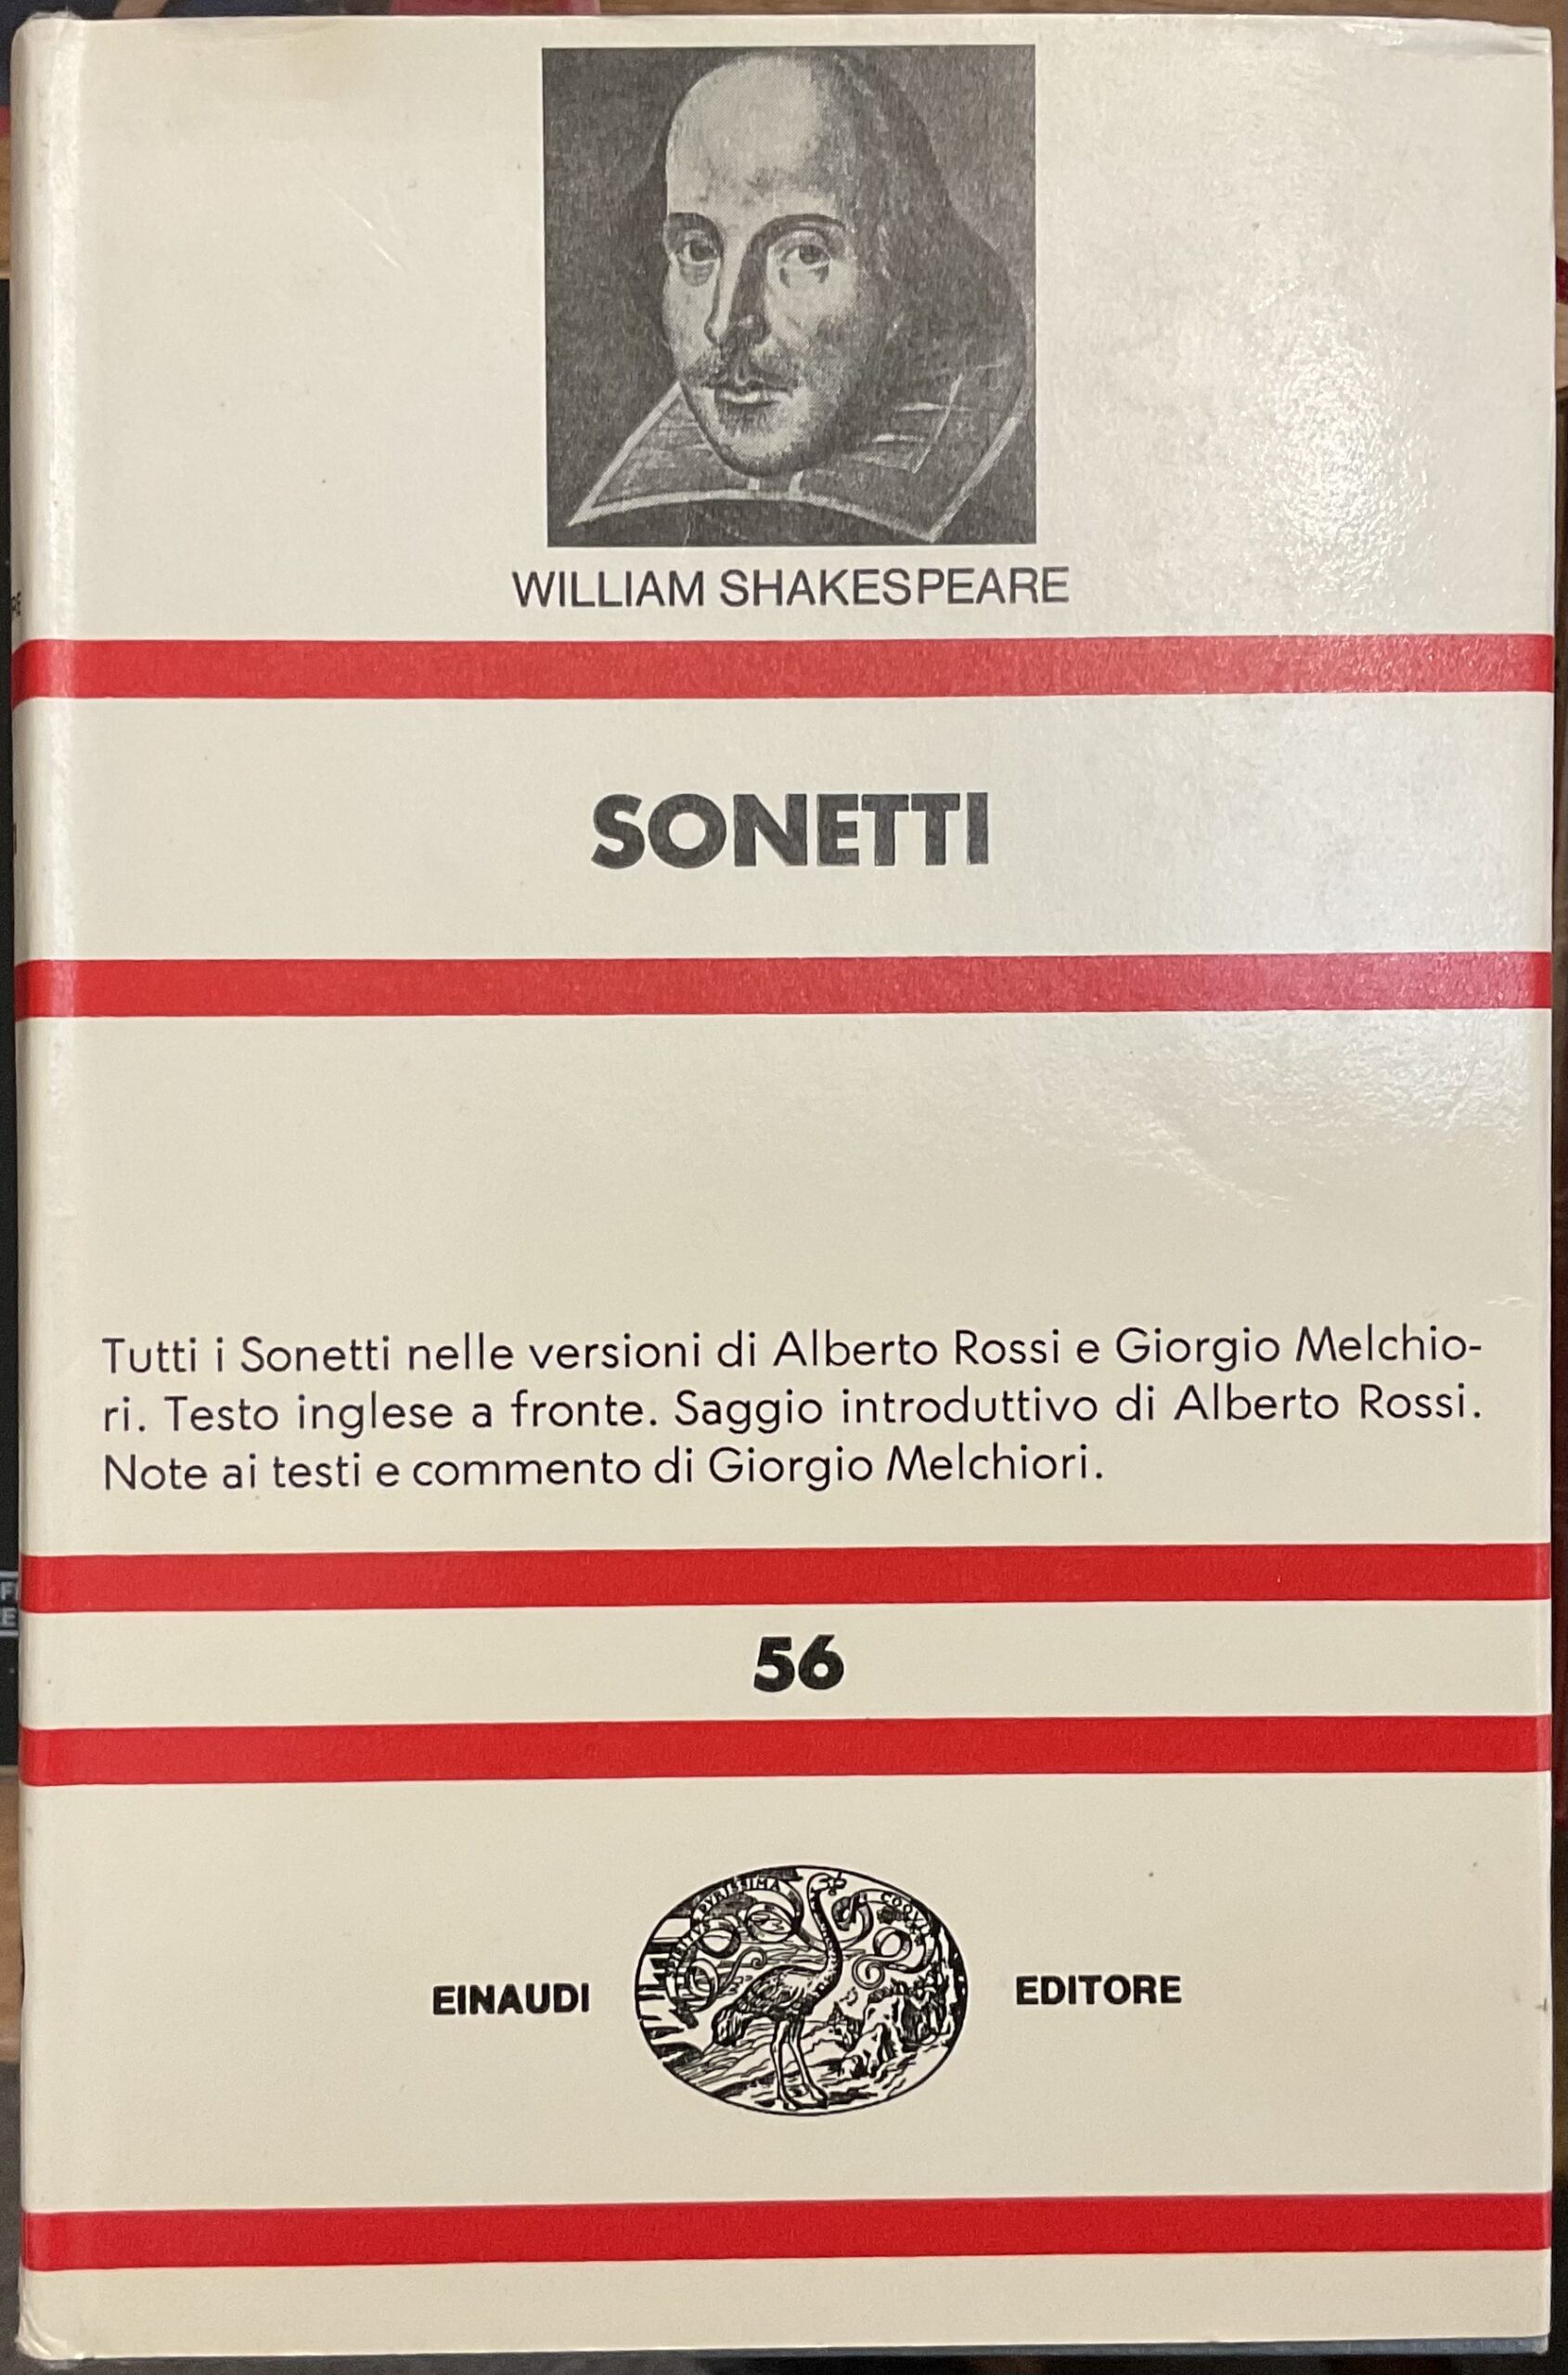 WILLIAM SHAKESPEARE
SONETTI
Tutti i Sonetti nelle versioni di Alberto Rossi e Giorgio Melchio-
ri. Testo inglese a fronte. Saggio introduttivo di Alberto Rossi.
Note ai testi e commento di Giorgio Melchiori.
56
EINAUDI EDITORE